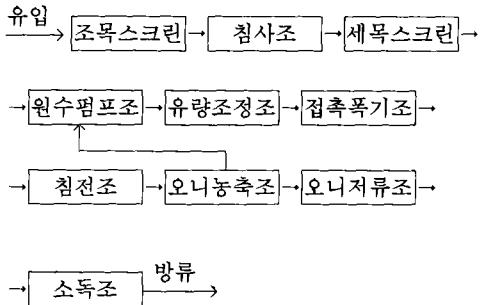 유입
조목스크린 침사조 세목스크린
원수펌프조 유량조정조 접촉폭기조
침전조 오니농축조 오니저류조
소독조 방류